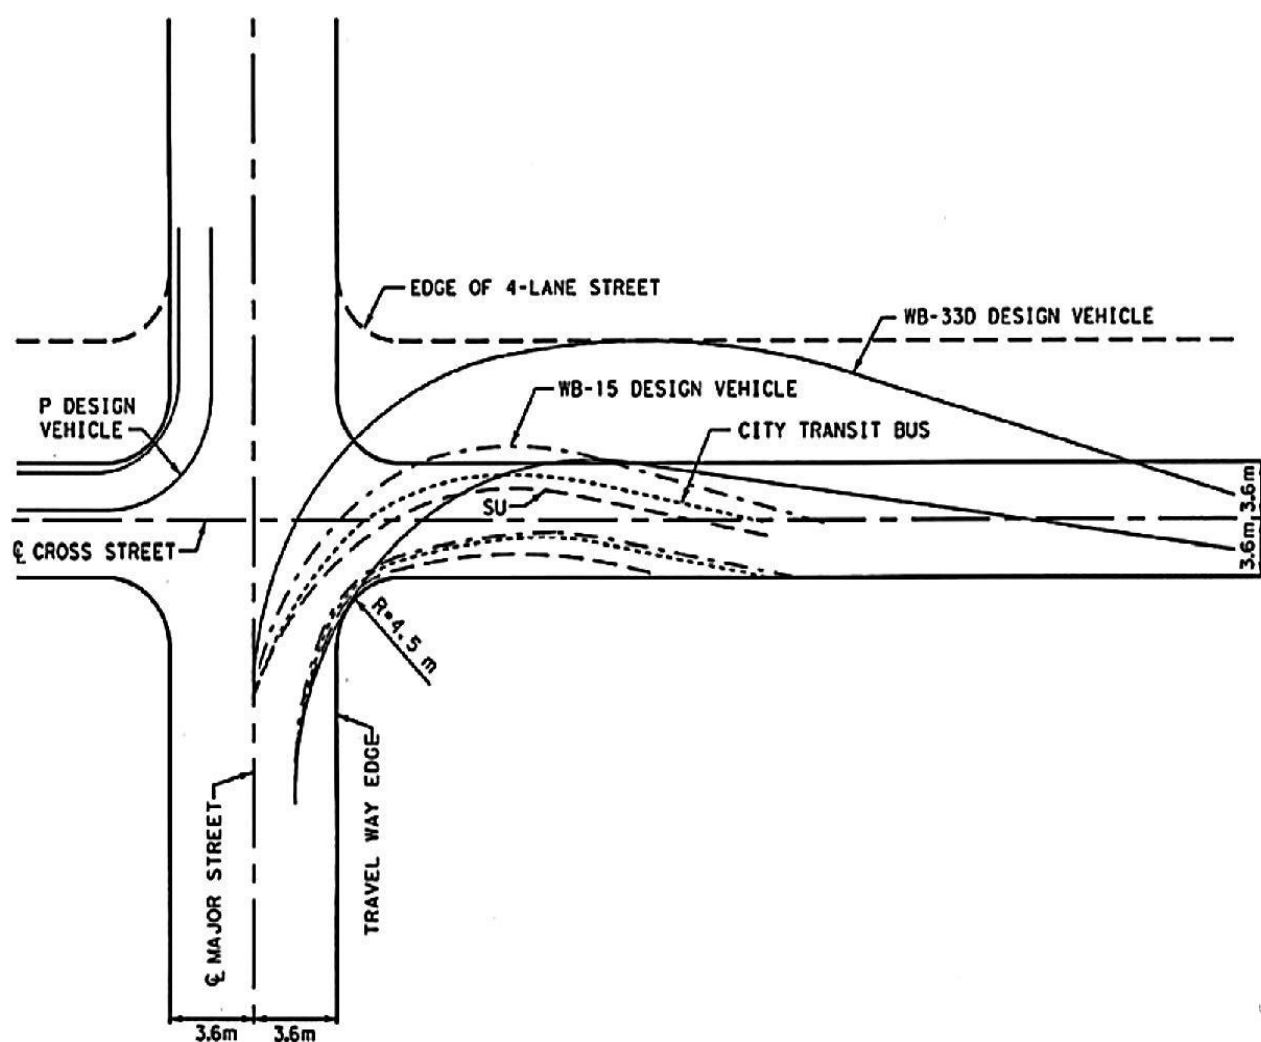 EDGE OF 4-LANE STREET
WB-33D DESIGN VEHICLE
WB-15 DESIGN VEHICLE
P DESIGN
VEHICLE
CITY TRANSIT BUS
SU
℄ CROSS STREET
3.6m
3.6m
R=4.5 m
℄ MAJOR STREET
TRAVEL WAY EDGE
3.6m
3.6m